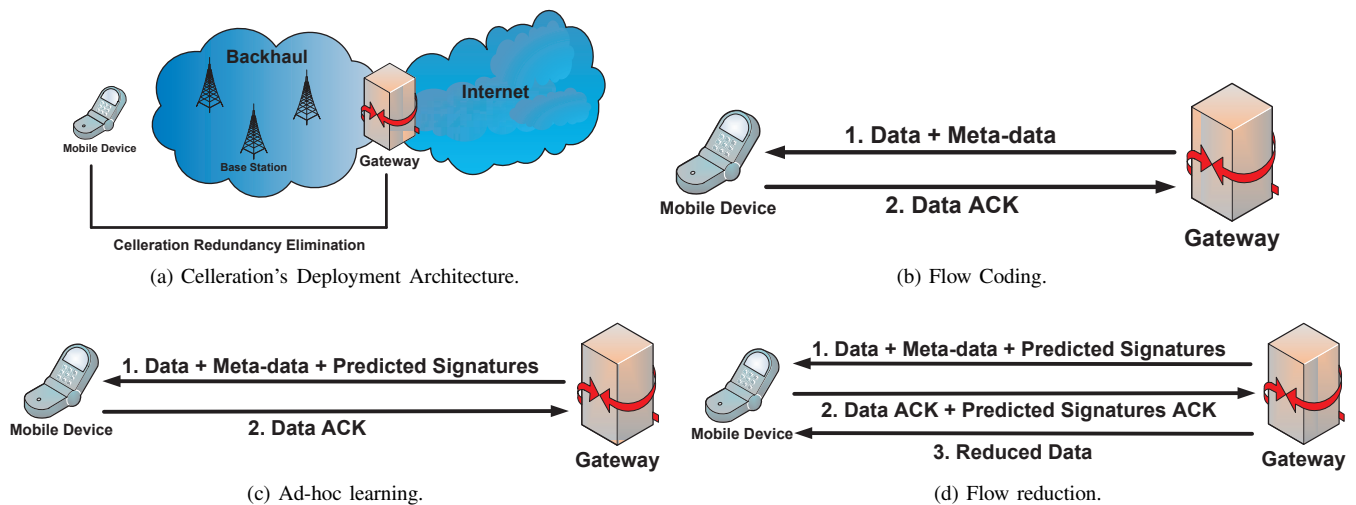 Backhaul
Internet
Mobile Device
Base Station
Gateway
Celleration Redundancy Elimination
(a) Celleration's Deployment Architecture.
1. Data + Meta-data
2. Data ACK
Mobile Device
Gateway
(b) Flow Coding.
1. Data + Meta-data + Predicted Signatures
2. Data ACK
Mobile Device
Gateway
(c) Ad-hoc learning.
1. Data + Meta-data + Predicted Signatures
2. Data ACK + Predicted Signatures ACK
Mobile Device
3. Reduced Data
Gateway
(d) Flow reduction.